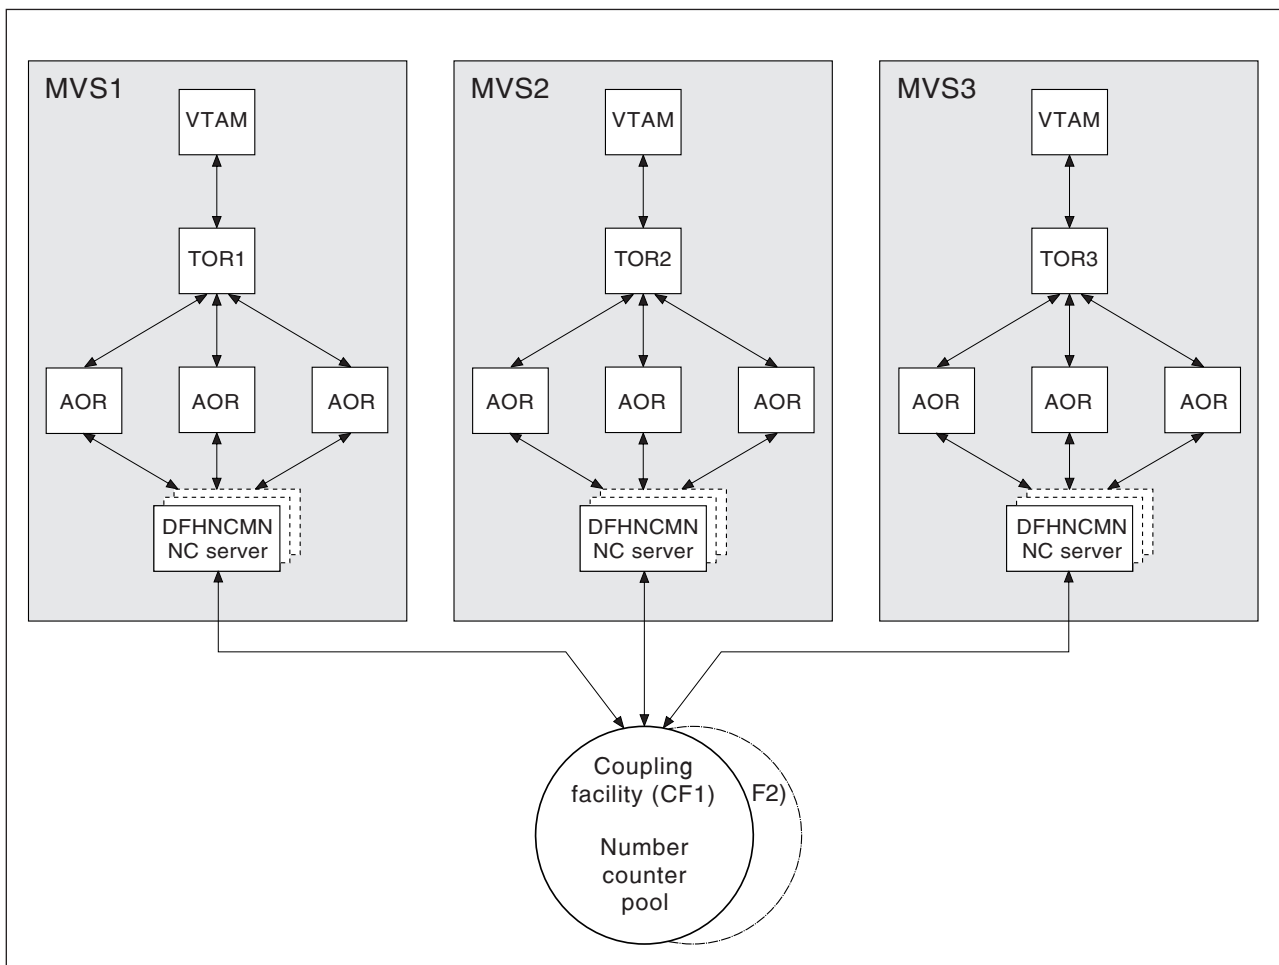 MVS1
VTAM
TOR1
AOR
AOR
AOR
DFHNCMN
NC server
MVS2
VTAM
TOR2
AOR
AOR
AOR
DFHNCMN
NC server
MVS3
VTAM
TOR3
AOR
AOR
AOR
DFHNCMN
NC server
Coupling
facility (CF1)
F2)
Number
counter
pool